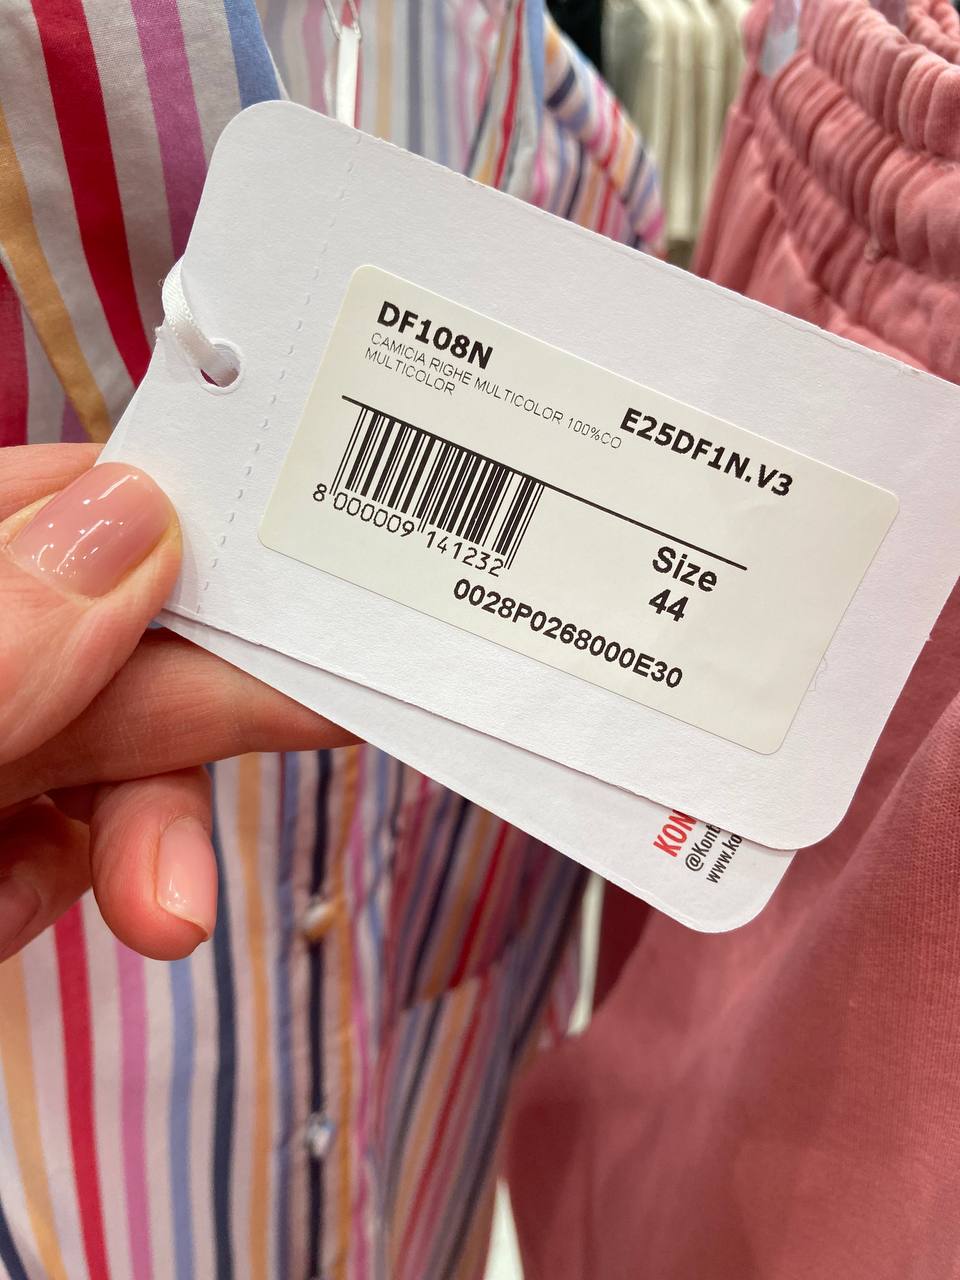 DF108N
CAMICIA RIGHE MULTICOLOR 100%CO
MULTICOLOR
E25DF1N.V3
8 000009 141232
Size
44
0028P0268000E30